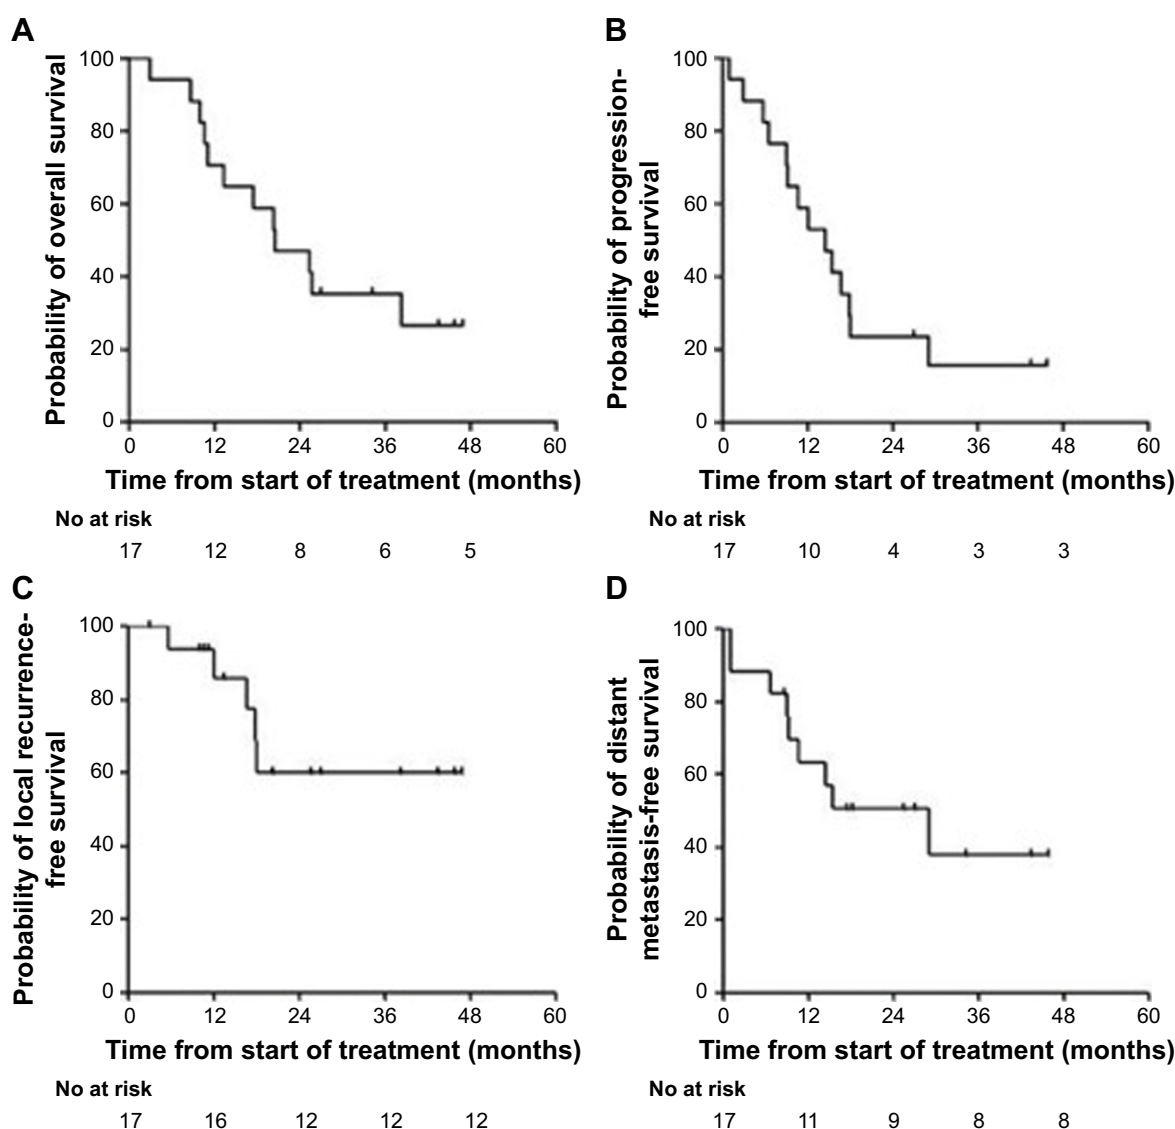 A
Probability of overall survival
100
80
60
40
20
0
0 12 24 36 48 60
Time from start of treatment (months)
No at risk
17 12 8 6 5
B
Probability of progression-
free survival
100
80
60
40
20
0
0 12 24 36 48 60
Time from start of treatment (months)
No at risk
17 10 4 3 3
C
Probability of local recurrence-
free survival
100
80
60
40
20
0
0 12 24 36 48 60
Time from start of treatment (months)
No at risk
17 16 12 12 12
D
Probability of distant
metastasis-free survival
100
80
60
40
20
0
0 12 24 36 48 60
Time from start of treatment (months)
No at risk
17 11 9 8 8